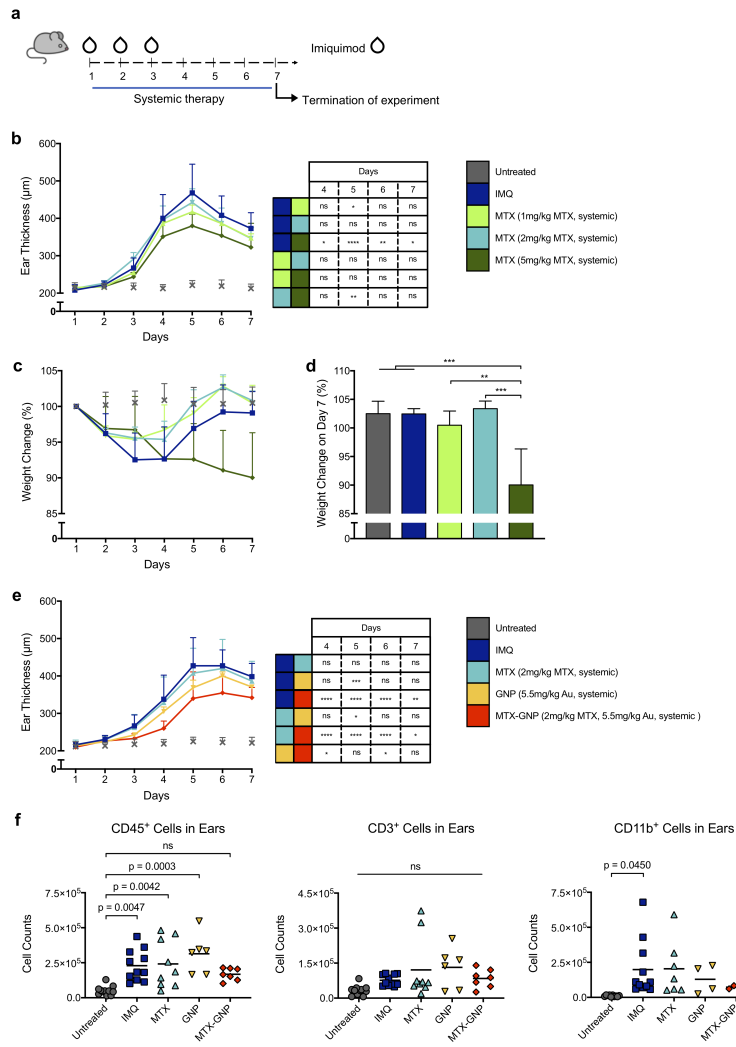 a
Imiquimod
1 2 3 4 5 6 7
Systemic therapy
Termination of experiment
b
600
500
400
300
200
0
Ear Thickness (µm)
1 2 3 4 5 6 7
Days
Days
4 5 6 7
ns * ns ns
ns ns ns ns
* **** ** *
ns ns ns ns
ns ns ns ns
ns ** ns ns
Untreated
IMQ
MTX (1mg/kg MTX, systemic)
MTX (2mg/kg MTX, systemic)
MTX (5mg/kg MTX, systemic)
c
105
100
95
90
85
0
Weight Change (%)
1 2 3 4 5 6 7
Days
d
110
105
100
95
90
85
0
Weight Change on Day 7 (%)
***
**
***
e
600
500
400
300
200
0
Ear Thickness (µm)
1 2 3 4 5 6 7
Days
Days
4 5 6 7
ns ns ns ns
ns *** ns ns
**** **** **** **
ns * ns ns
**** **** **** *
* ns * ns
Untreated
IMQ
MTX (2mg/kg MTX, systemic)
GNP (5.5mg/kg Au, systemic)
MTX-GNP (2mg/kg MTX, 5.5mg/kg Au, systemic )
f
CD45+ Cells in Ears
ns
p = 0.0003
p = 0.0042
p = 0.0047
7.5×10⁵
5.0×10⁵
2.5×10⁵
0.0
Cell Counts
Untreated
IMQ
MTX
GNP
MTX-GNP
CD3+ Cells in Ears
ns
4.5×10⁵
3.0×10⁵
1.5×10⁵
0.0
Cell Counts
Untreated
IMQ
MTX
GNP
MTX-GNP
CD11b+ Cells in Ears
p = 0.0450
7.5×10⁵
5.0×10⁵
2.5×10⁵
0.0
Cell Counts
Untreated
IMQ
MTX
GNP
MTX-GNP